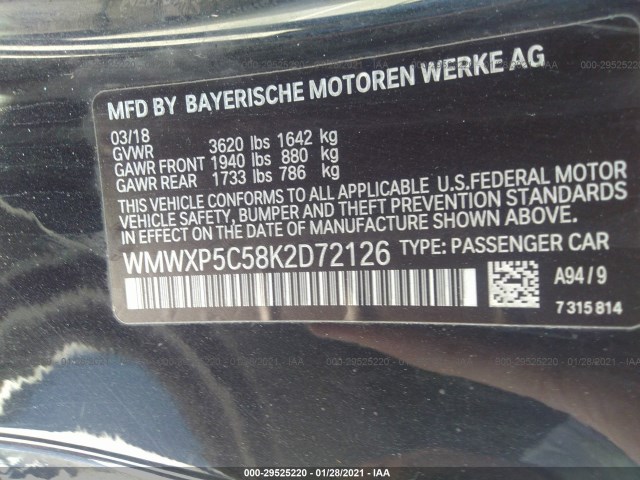 MFD BY BAYERISCHE MOTOREN WERKE AG
03/18
GVWR 3620 lbs 1642 kg
GAWR FRONT 1940 lbs 880 kg
GAWR REAR 1733 lbs 786 kg
THIS VEHICLE CONFORMS TO ALL APPLICABLE U.S.FEDERAL MOTOR
VEHICLE SAFETY, BUMPER AND THEFT PREVENTION STANDARDS
IN EFFECT ON THE DATE OF MANUFACTURE SHOWN ABOVE.
WMWXP5C58K2D72126 TYPE: PASSENGER CAR
A94/9
7315814
000-29525220 - 01/28/2021 - IAA